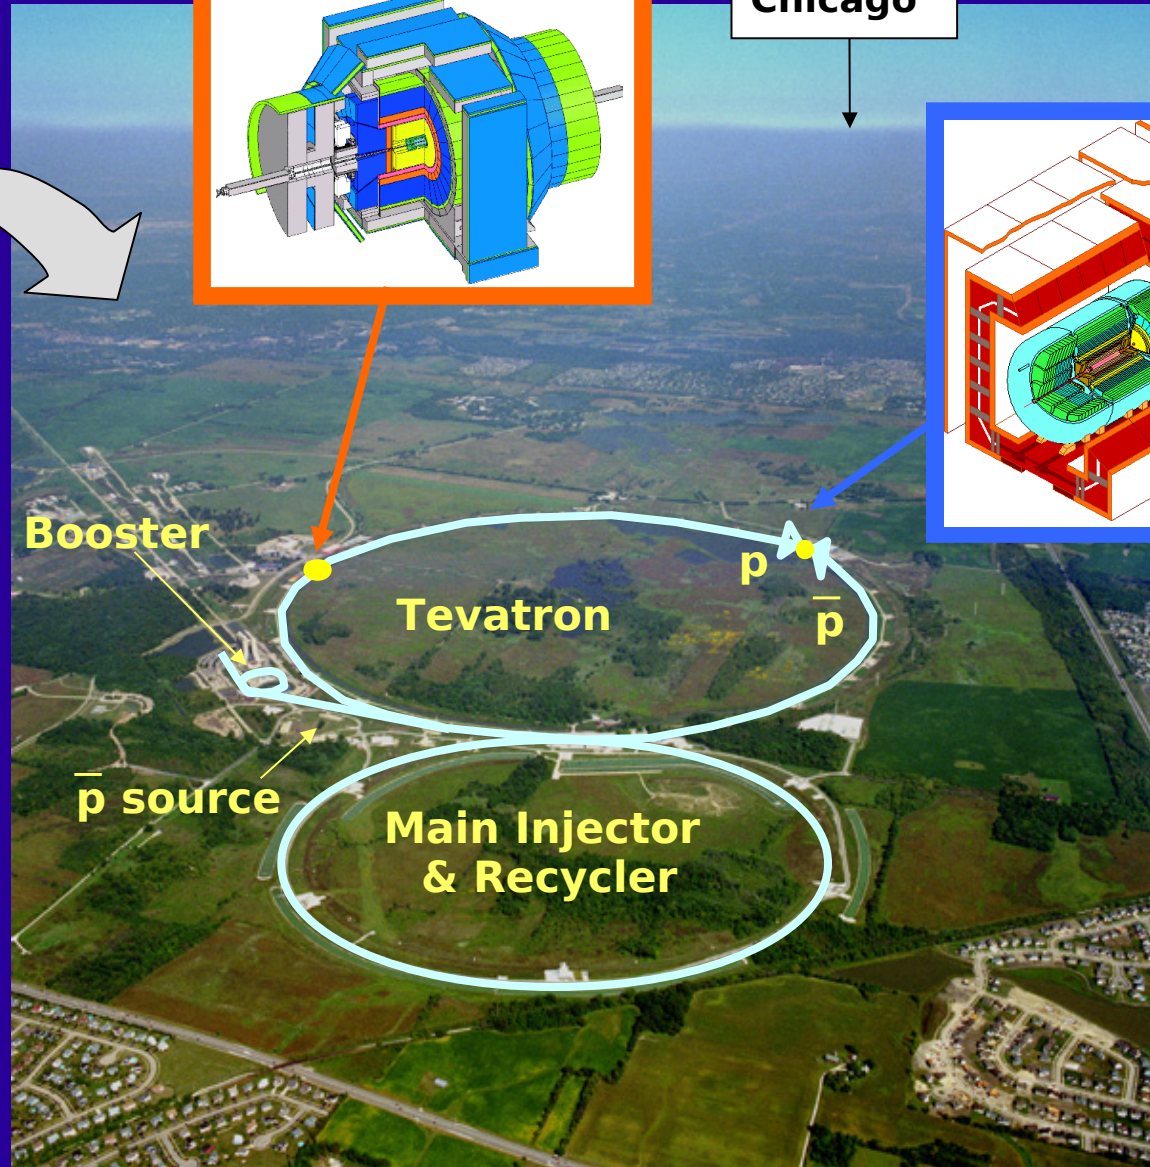 Chicago
Booster
p
Tevatron
p̅
p̅ source
Main Injector
& Recycler